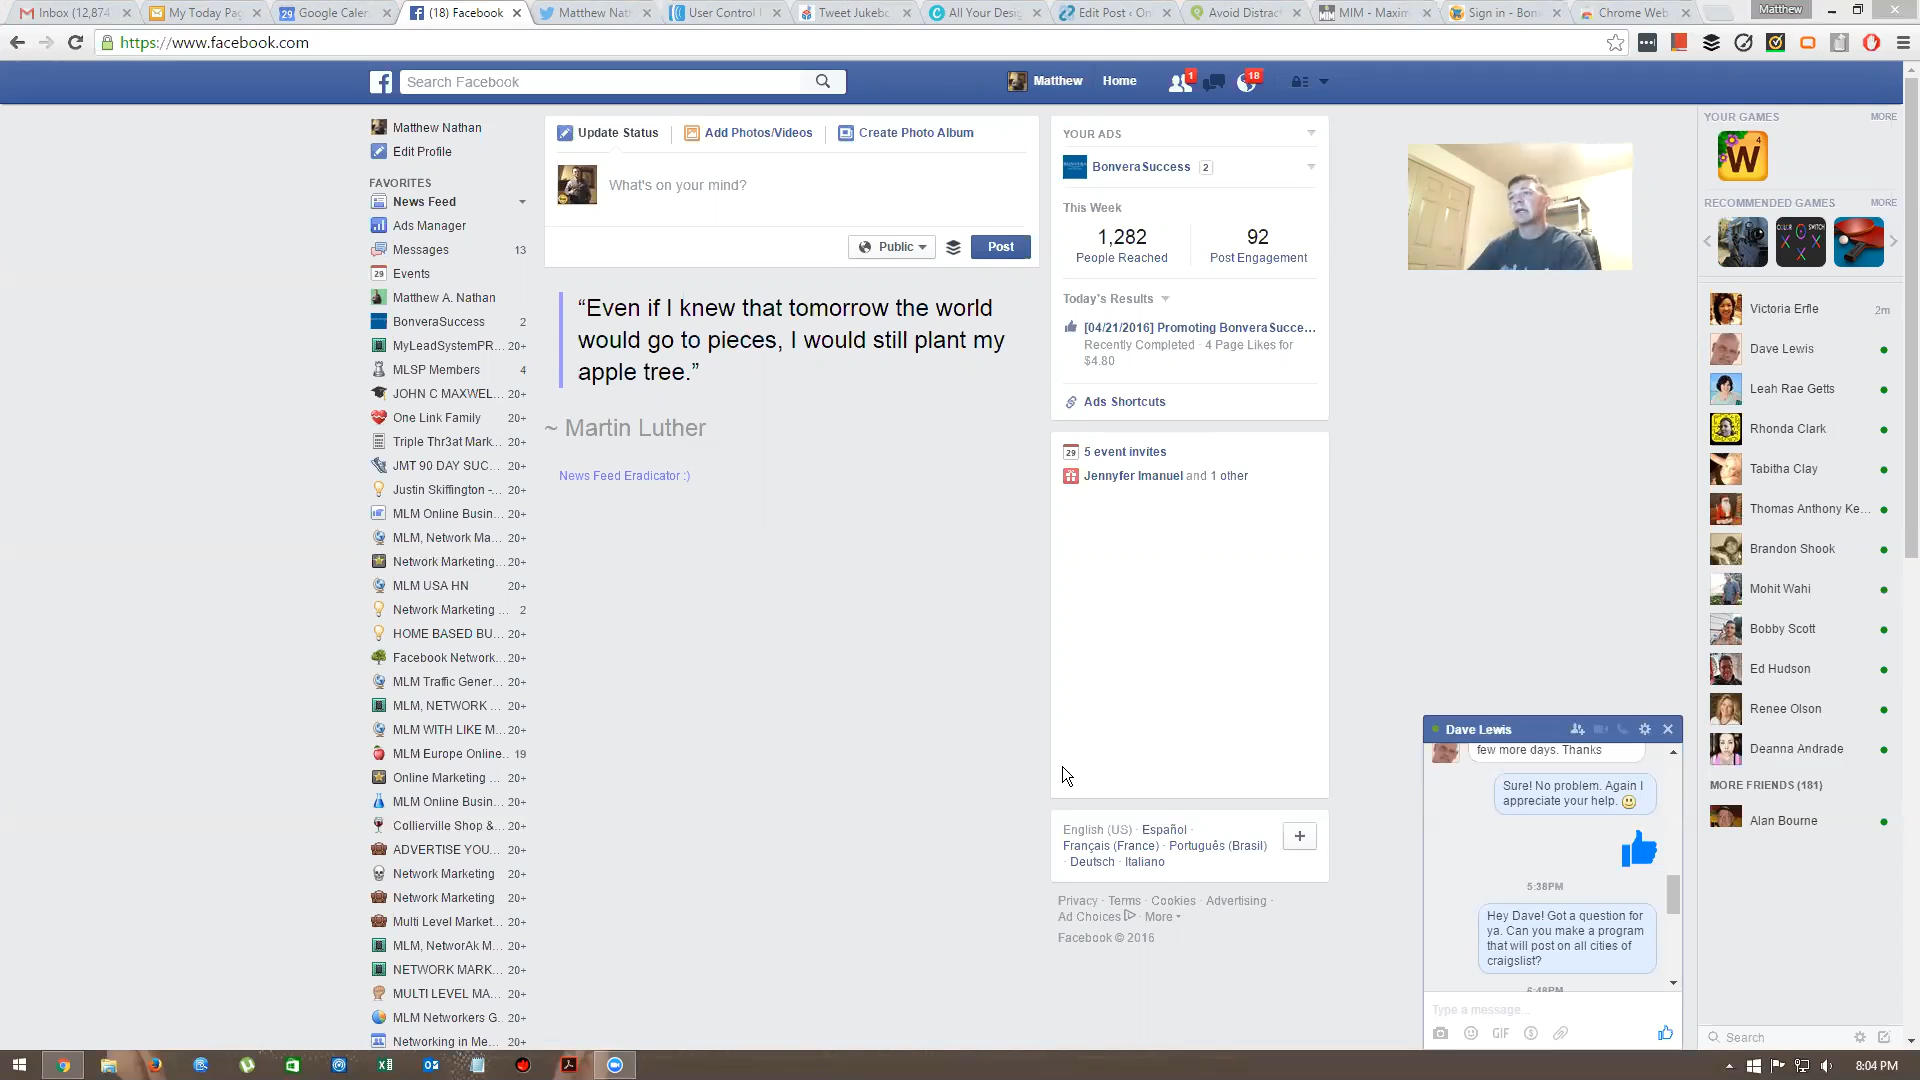 Inbox (12,874
My Today Pa
Google Caler
(18) Facebook
Matthew Nat
User Control
Tweet Jukeb
All Your Desi
Edit Post ‹ On
Avoid Distrac
MIM - Maxim
Sign in - Bon
Chrome Web
Matthew
https://www.facebook.com
Search Facebook
Matthew
Home
1
18
Matthew Nathan
Edit Profile
FAVORITES
News Feed
Ads Manager
Messages 13
Events
Matthew A. Nathan
BonveraSuccess 2
MyLeadSystemPR... 20+
MLSP Members 4
JOHN C MAXWEL... 20+
One Link Family 20+
Triple Thr3at Mark... 20+
JMT 90 DAY SUC... 20+
Justin Skiffington -... 20+
MLM Online Busin... 20+
MLM, Network Ma... 20+
Network Marketing... 20+
MLM USA HN 20+
Network Marketing ... 2
HOME BASED BU... 20+
Facebook Network... 20+
MLM Traffic Gener... 20+
MLM, NETWORK ... 20+
MLM WITH LIKE M... 20+
MLM Europe Online... 19
Online Marketing ... 20+
MLM Online Busin... 20+
Collierville Shop &... 20+
ADVERTISE YOU... 20+
Network Marketing 20+
Network Marketing 20+
Multi Level Market... 20+
MLM, NetworAk M... 20+
NETWORK MARK... 20+
MULTI LEVEL MA... 20+
MLM Networkers G... 20+
Networking in Me... 20+
Update Status
Add Photos/Videos
Create Photo Album
What's on your mind?
Public
Post
“Even if I knew that tomorrow the world
would go to pieces, I would still plant my
apple tree.”
~ Martin Luther
News Feed Eradicator :)
YOUR ADS
BonveraSuccess 2
This Week
1,282 92
People Reached Post Engagement
Today's Results
[04/21/2016] Promoting BonveraSucce...
Recently Completed · 4 Page Likes for
$4.80
Ads Shortcuts
29 5 event invites
Jennyfer Imanuel and 1 other
English (US) · Español ·
Français (France) · Português (Brasil)
· Deutsch · Italiano
+
Privacy · Terms · Cookies · Advertising ·
Ad Choices · More
Facebook © 2016
YOUR GAMES MORE
W
4
RECOMMENDED GAMES MORE
Victoria Erfle 2m
Dave Lewis
Leah Rae Getts
Rhonda Clark
Tabitha Clay
Thomas Anthony Ke...
Brandon Shook
Mohit Wahi
Bobby Scott
Ed Hudson
Renee Olson
Deanna Andrade
MORE FRIENDS (181)
Alan Bourne
Search
Dave Lewis
few more days. Thanks
Sure! No problem. Again I
appreciate your help.
5:38PM
Hey Dave! Got a question for
ya. Can you make a program
that will post on all cities of
craigslist?
Type a message...
GIF
8:04 PM